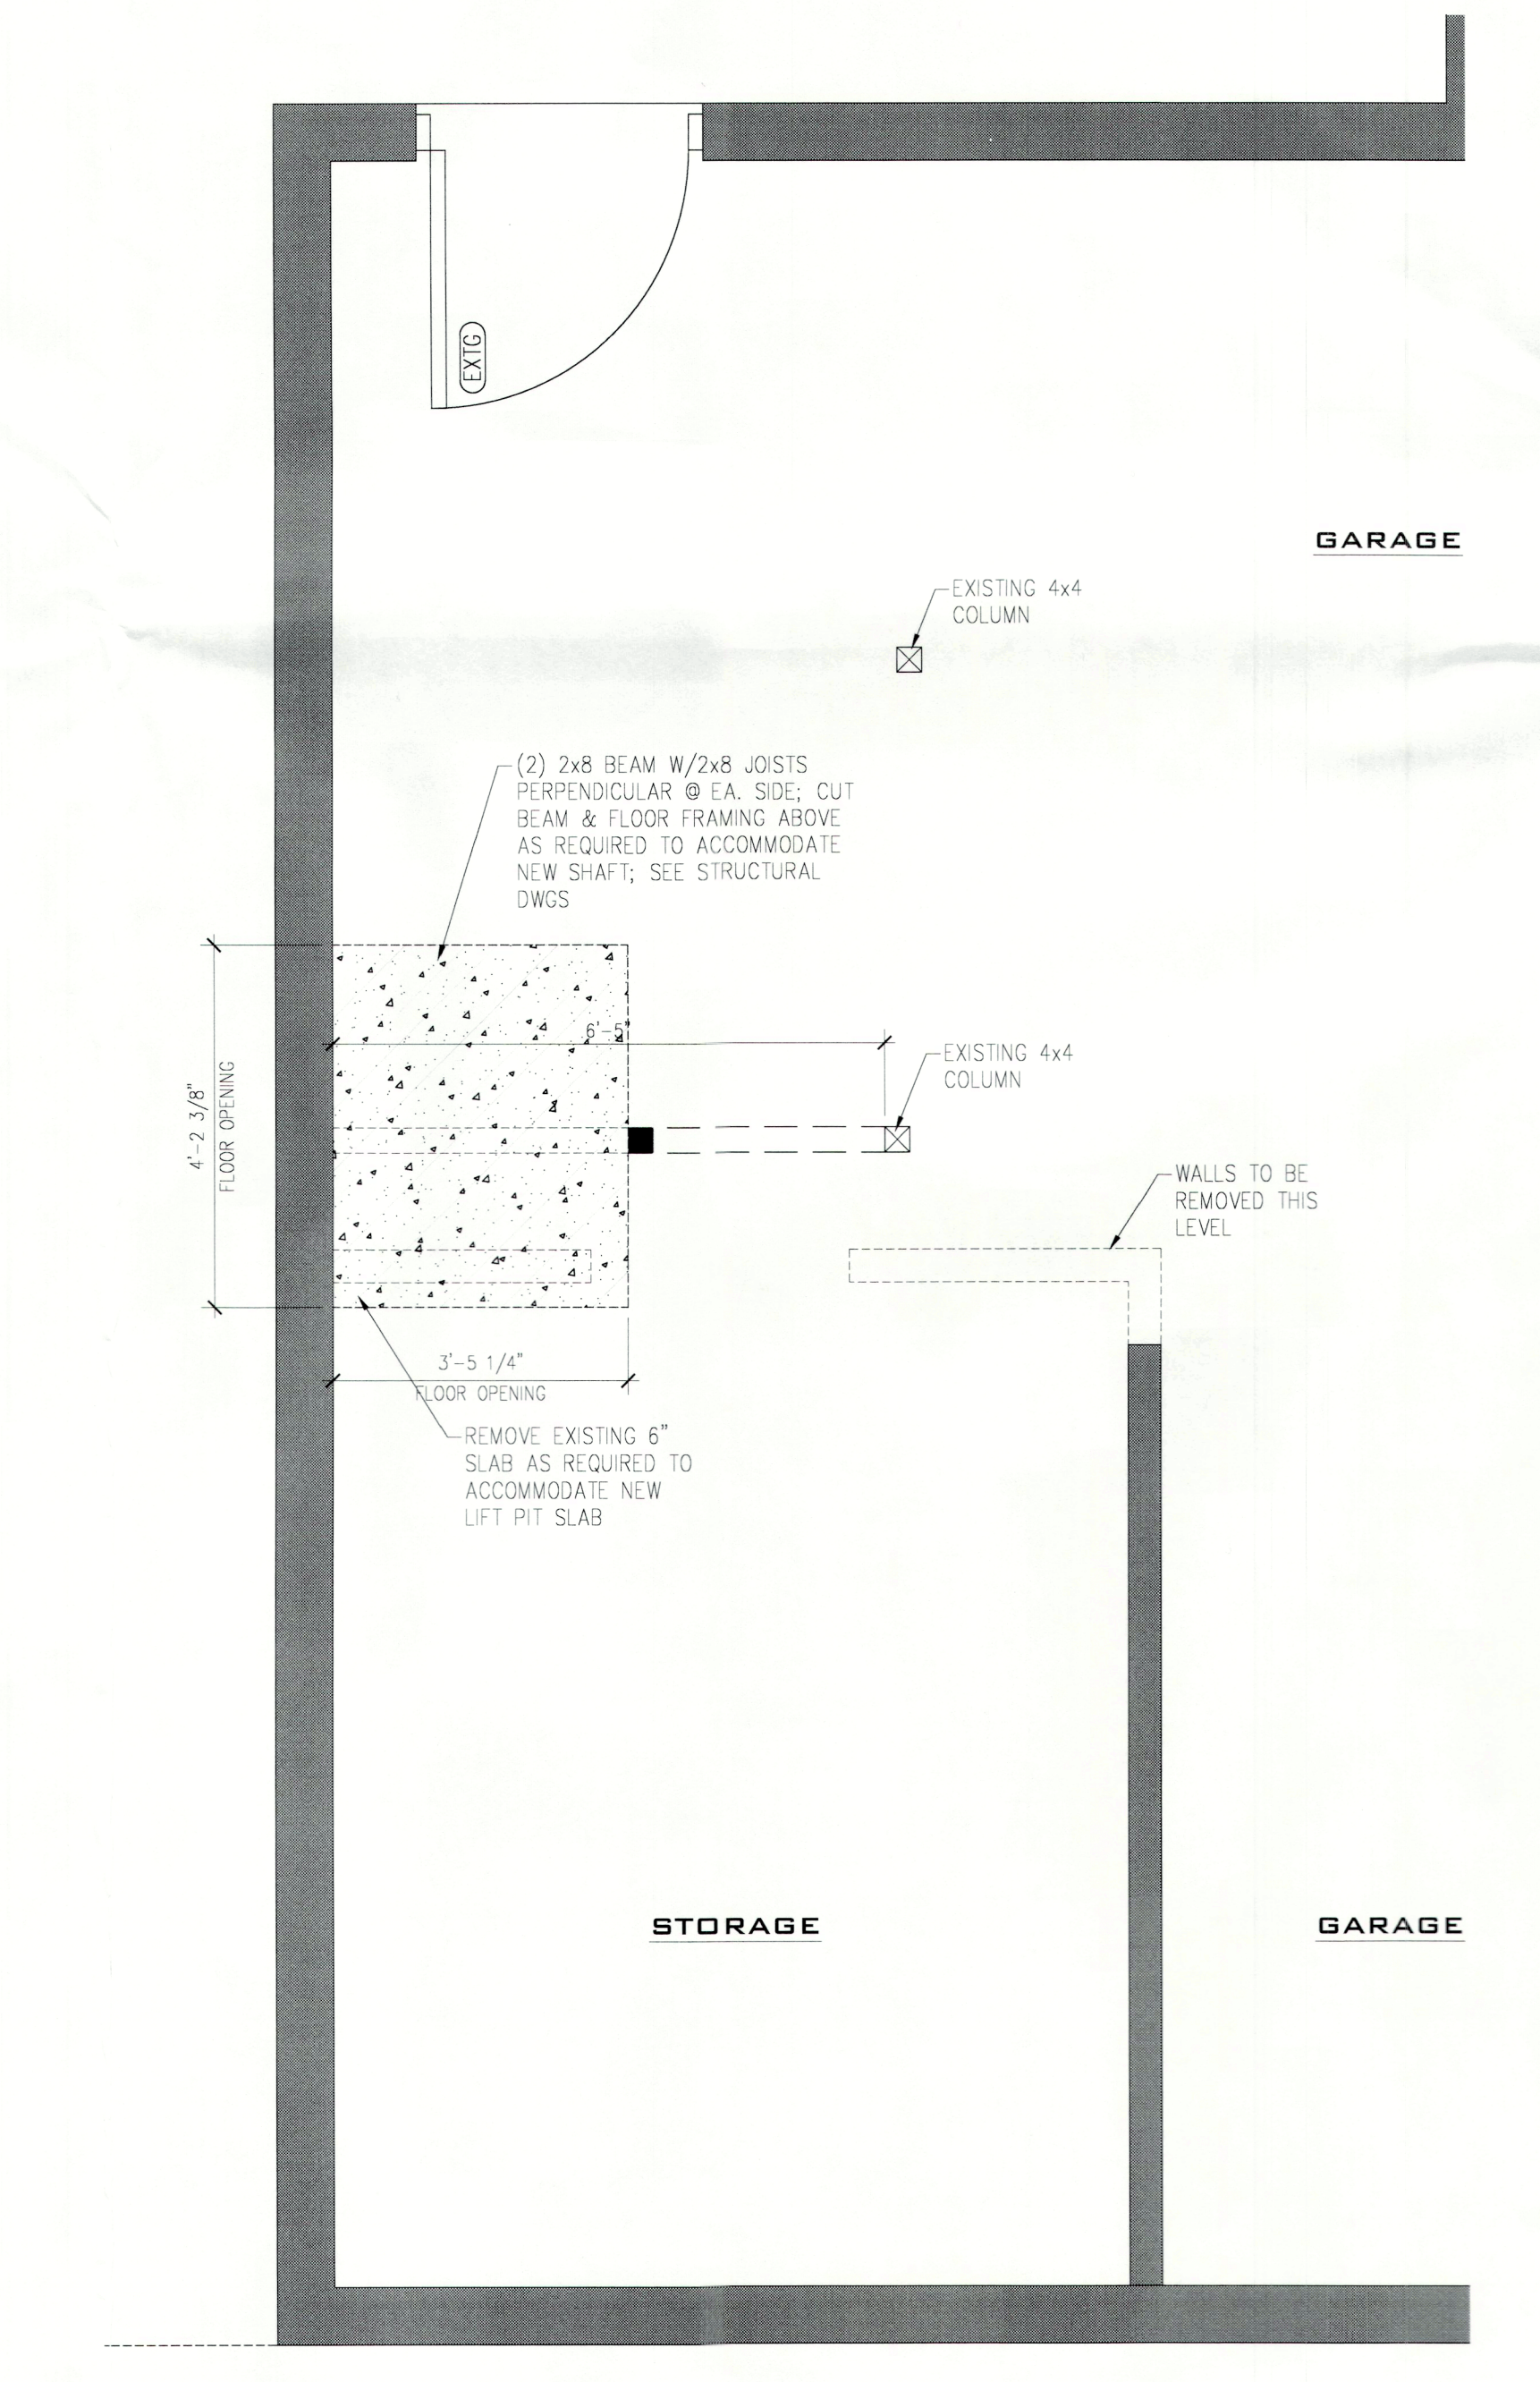 EXTG
GARAGE
EXISTING 4x4
COLUMN
(2) 2x8 BEAM W/2x8 JOISTS
PERPENDICULAR @ EA. SIDE; CUT
BEAM & FLOOR FRAMING ABOVE
AS REQUIRED TO ACCOMMODATE
NEW SHAFT; SEE STRUCTURAL
DWGS
6'-5"
EXISTING 4x4
COLUMN
4'-2 3/8"
FLOOR OPENING
WALLS TO BE
REMOVED THIS
LEVEL
3'-5 1/4"
FLOOR OPENING
REMOVE EXISTING 6"
SLAB AS REQUIRED TO
ACCOMMODATE NEW
LIFT PIT SLAB
STORAGE
GARAGE